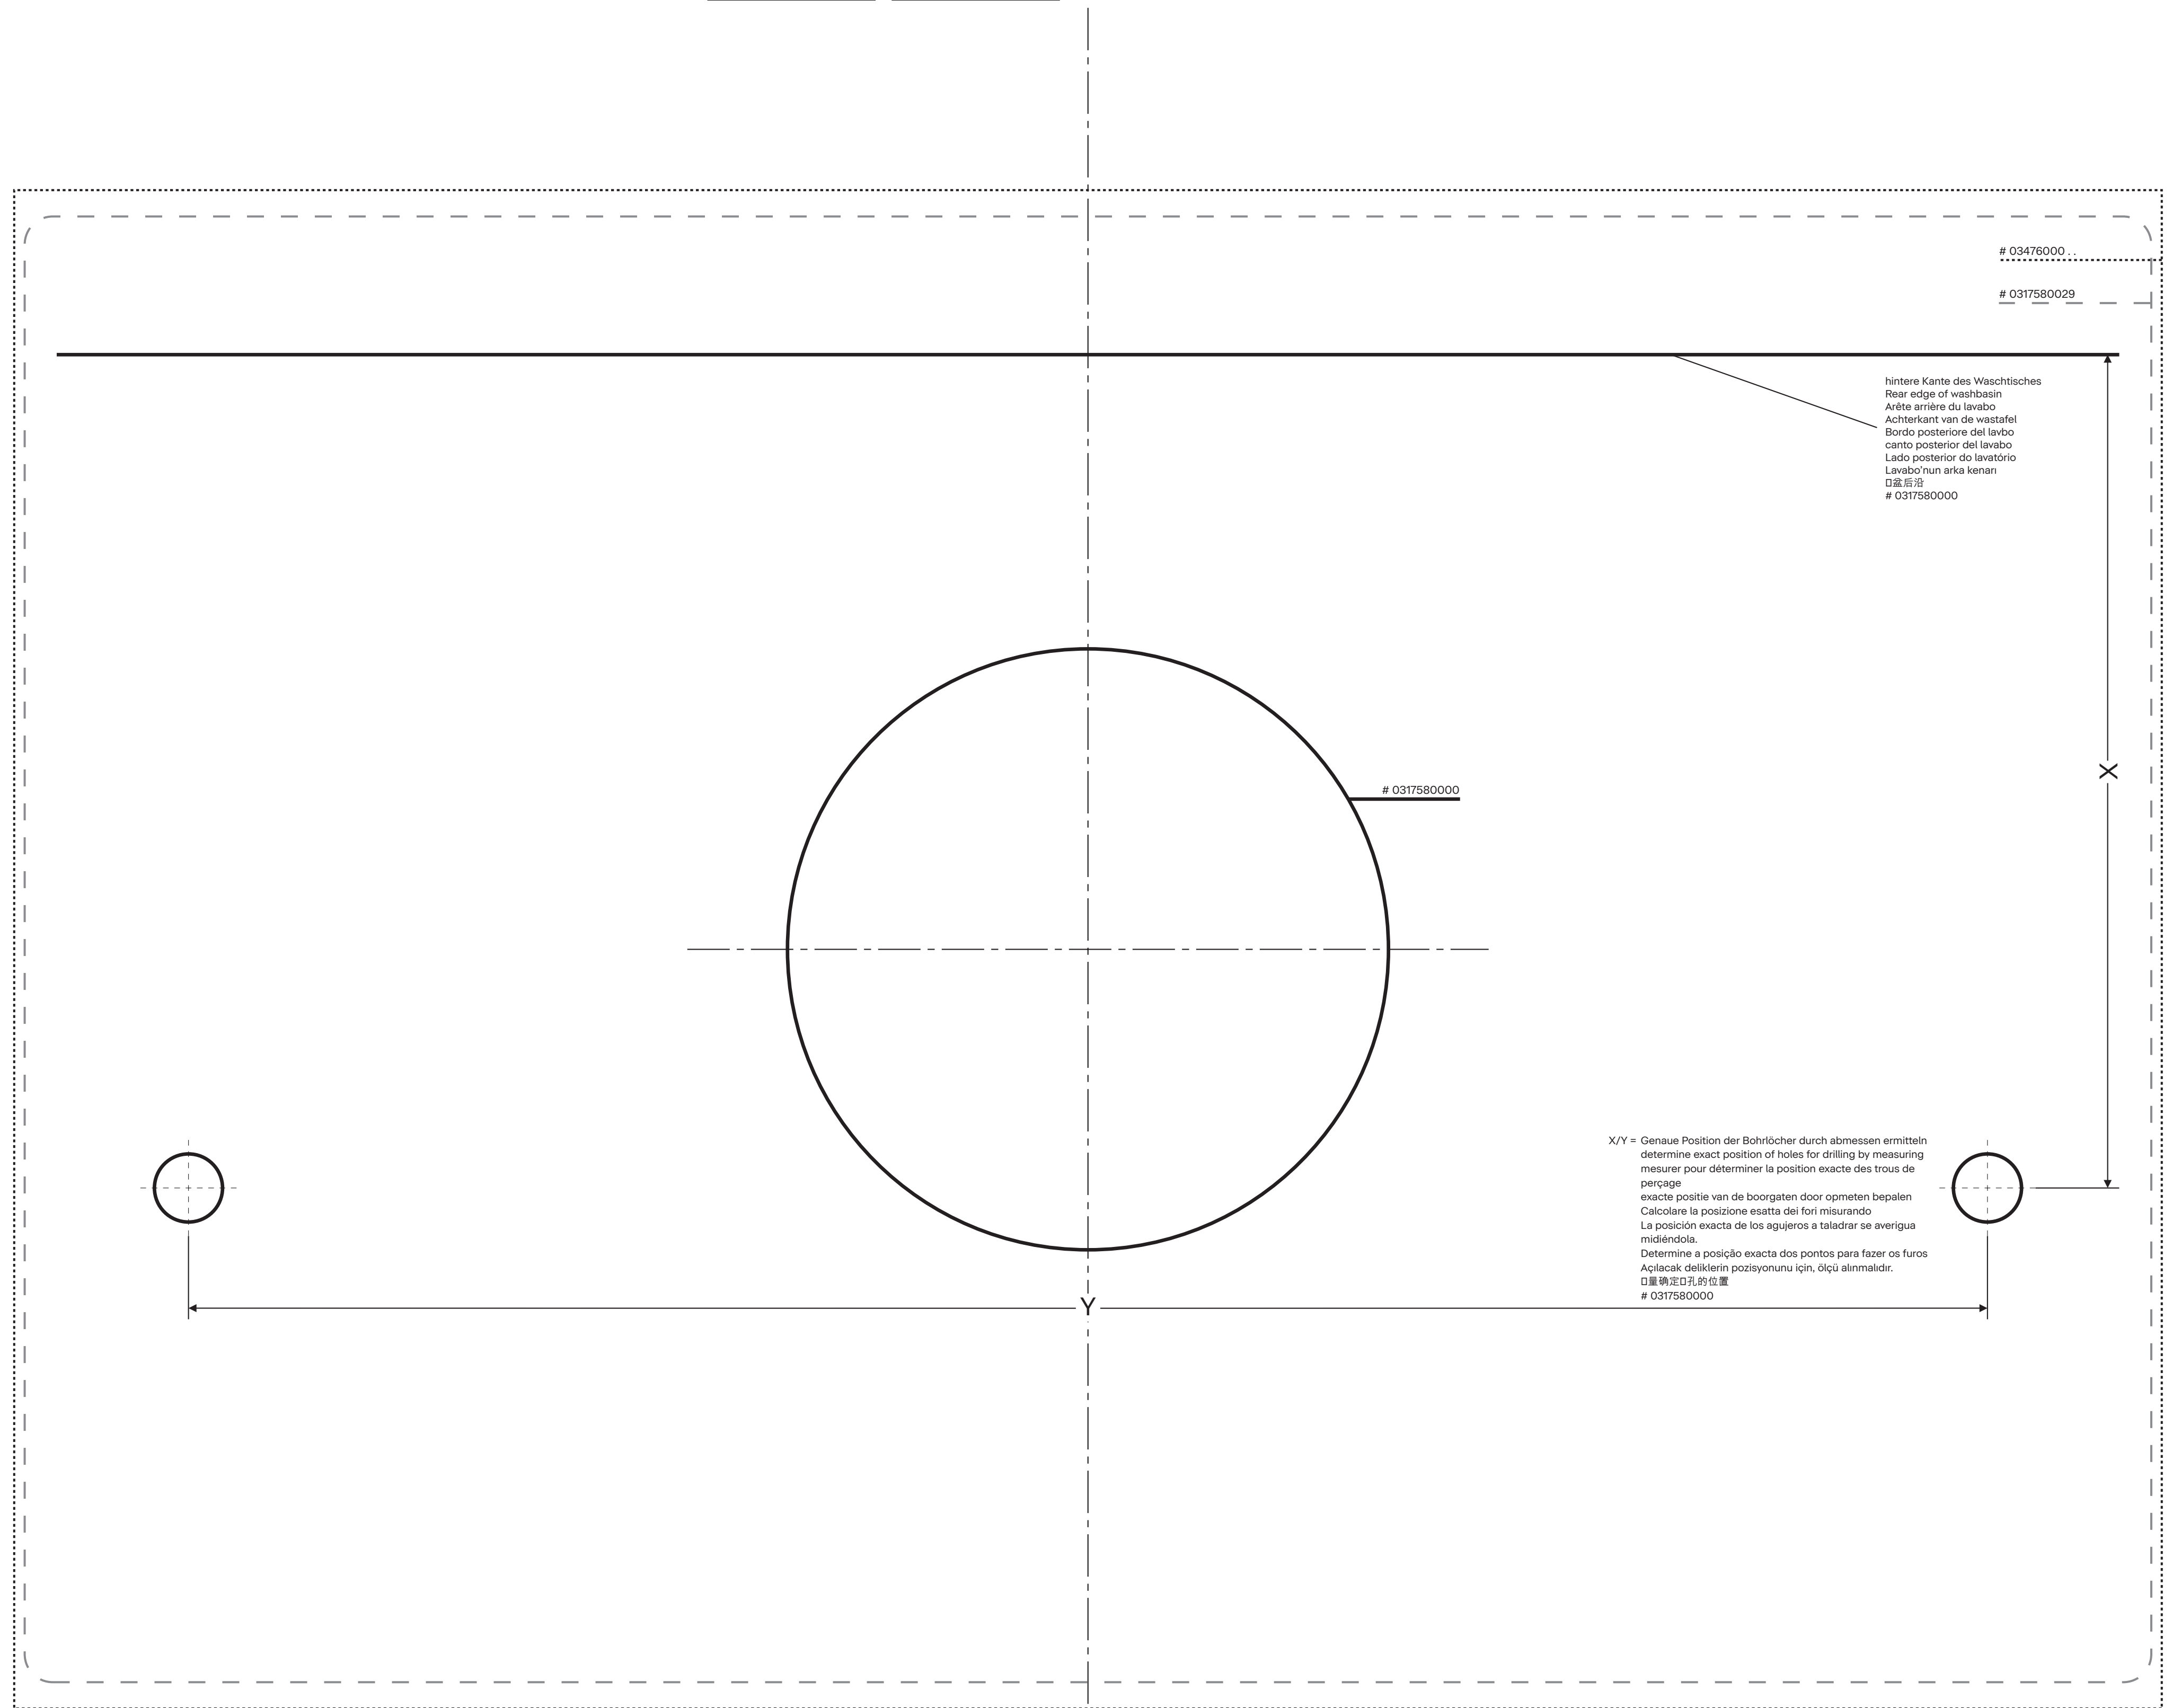 # 03476000 . .
# 0317580029
hintere Kante des Waschtisches
Rear edge of washbasin
Arête arrière du lavabo
Achterkant van de wastafel
Bordo posteriore del lavbo
canto posterior del lavabo
Lado posterior do lavatório
Lavabo'nun arka kenarı
▯盆后沿
# 0317580000
X
# 0317580000
X/Y = Genaue Position der Bohrlöcher durch abmessen ermitteln
determine exact position of holes for drilling by measuring
mesurer pour déterminer la position exacte des trous de
perçage
exacte positie van de boorgaten door opmeten bepalen
Calcolare la posizione esatta dei fori misurando
La posición exacta de los agujeros a taladrar se averigua
midiéndola.
Determine a posição exacta dos pontos para fazer os furos
Açılacak deliklerin pozisyonunu için, ölçü alınmalıdır.
▯量确定▯孔的位置
# 0317580000
Y